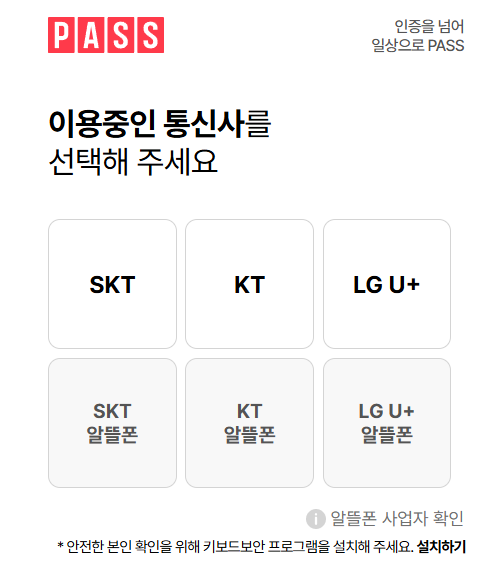 PASS
인증을 넘어
일상으로 PASS
이용중인 통신사를
선택해 주세요
SKT
KT
LG U+
SKT
알뜰폰
KT
알뜰폰
LG U+
알뜰폰
알뜰폰 사업자 확인
* 안전한 본인 확인을 위해 키보드보안 프로그램을 설치해 주세요. 설치하기